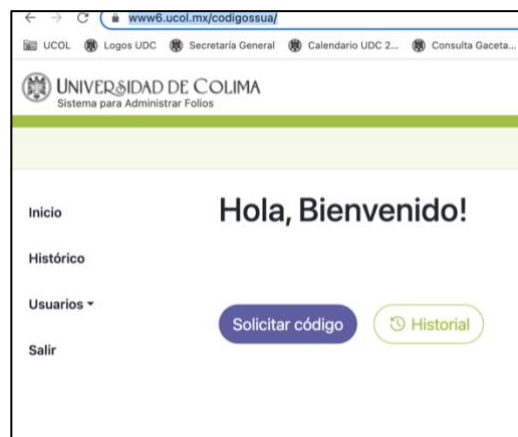 www6.ucol.mx/codigossua/
UCOL Logos UDC Secretaría General Calendario UDC 2... Consulta Gaceta...
UNIVERSIDAD DE COLIMA
Sistema para Administrar Folios
Inicio
Hola, Bienvenido!
Histórico
Usuarios
Solicitar código Historial
Salir